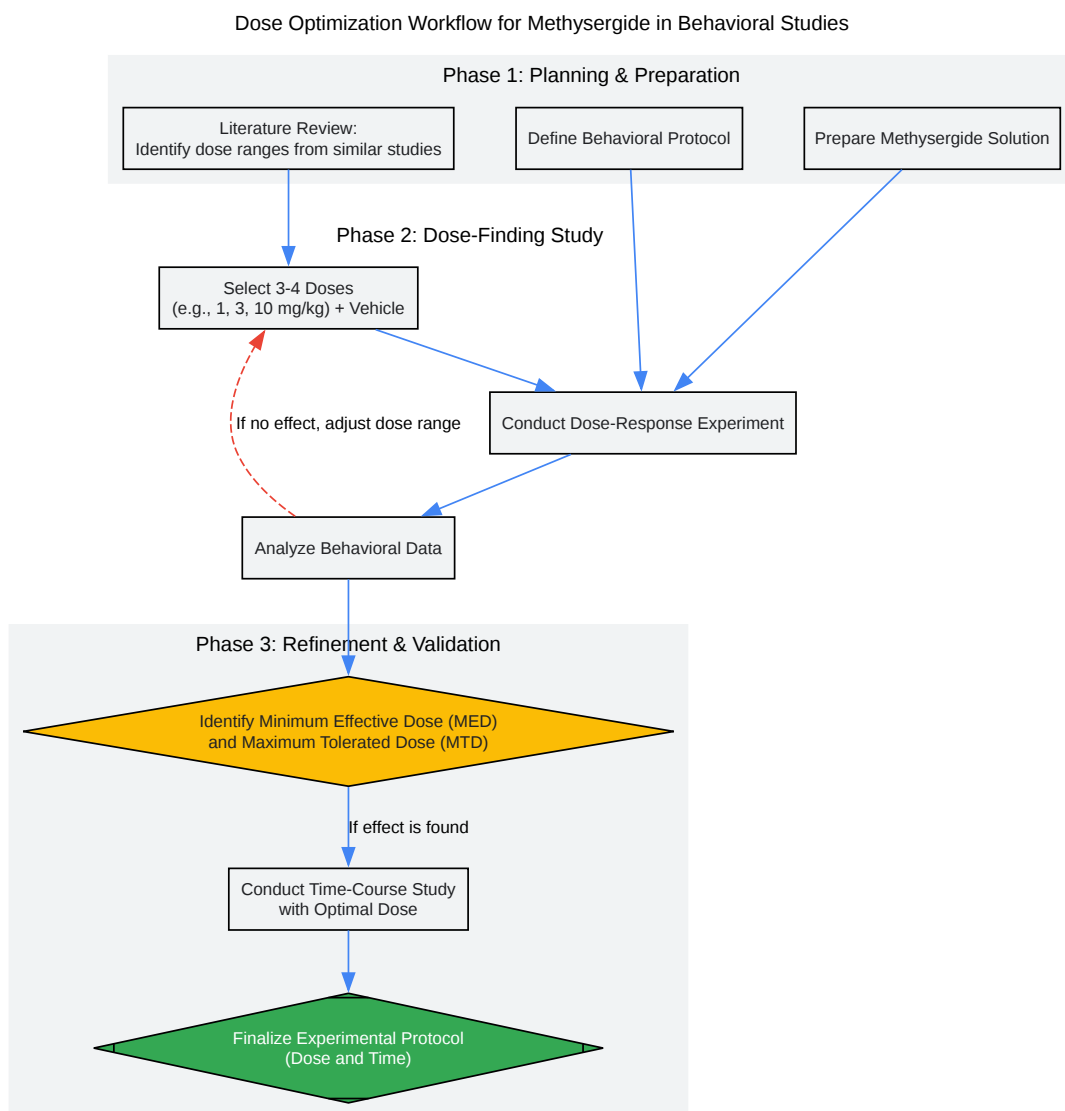 Dose Optimization Workflow for Methysergide in Behavioral Studies
Phase 1: Planning & Preparation
Literature Review:
Identify dose ranges from similar studies
Define Behavioral Protocol
Prepare Methysergide Solution
Phase 2: Dose-Finding Study
Select 3-4 Doses
(e.g., 1, 3, 10 mg/kg) + Vehicle
If no effect, adjust dose range
Conduct Dose-Response Experiment
Analyze Behavioral Data
Phase 3: Refinement & Validation
Identify Minimum Effective Dose (MED)
and Maximum Tolerated Dose (MTD)
If effect is found
Conduct Time-Course Study
with Optimal Dose
Finalize Experimental Protocol
(Dose and Time)